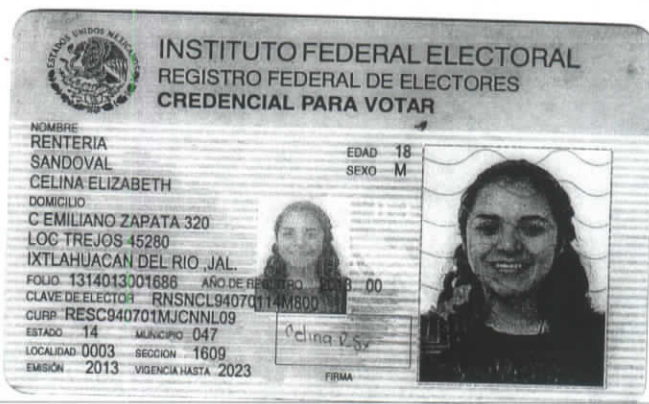 ESTADOS UNIDOS MEXICANOS
INSTITUTO FEDERAL ELECTORAL
REGISTRO FEDERAL DE ELECTORES
CREDENCIAL PARA VOTAR
NOMBRE
RENTERIA
SANDOVAL
CELINA ELIZABETH
EDAD 18
SEXO M
DOMICILIO
C EMILIANO ZAPATA 320
LOC TREJOS 45280
IXTLAHUACAN DEL RIO ,JAL.
FOLIO 1314013001686 AÑO DE REGISTRO 00
CLAVE DE ELECTOR RNSNCL94070114M800
CURP RESC940701MJCNNL09
ESTADO 14 MUNICIPIO 047
LOCALIDAD 0003 SECCION 1609
EMISIÓN 2013 VIGENCIA HASTA 2023
Celina
FIRMA